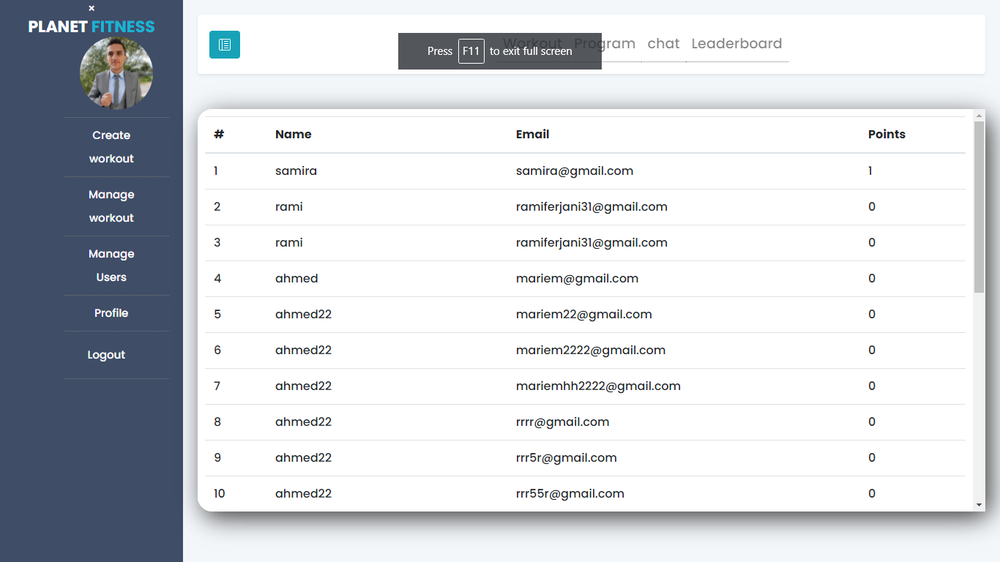 ×
PLANET FITNESS
Create
workout
Manage
workout
Manage
Users
Profile
Logout
Workout Program chat Leaderboard
Press F11 to exit full screen
# Name Email Points
1 samira samira@gmail.com 1
2 rami ramiferjani31@gmail.com 0
3 rami ramiferjani31@gmail.com 0
4 ahmed mariem@gmail.com 0
5 ahmed22 mariem22@gmail.com 0
6 ahmed22 mariem2222@gmail.com 0
7 ahmed22 mariemhh2222@gmail.com 0
8 ahmed22 rrrr@gmail.com 0
9 ahmed22 rrr5r@gmail.com 0
10 ahmed22 rrr55r@gmail.com 0